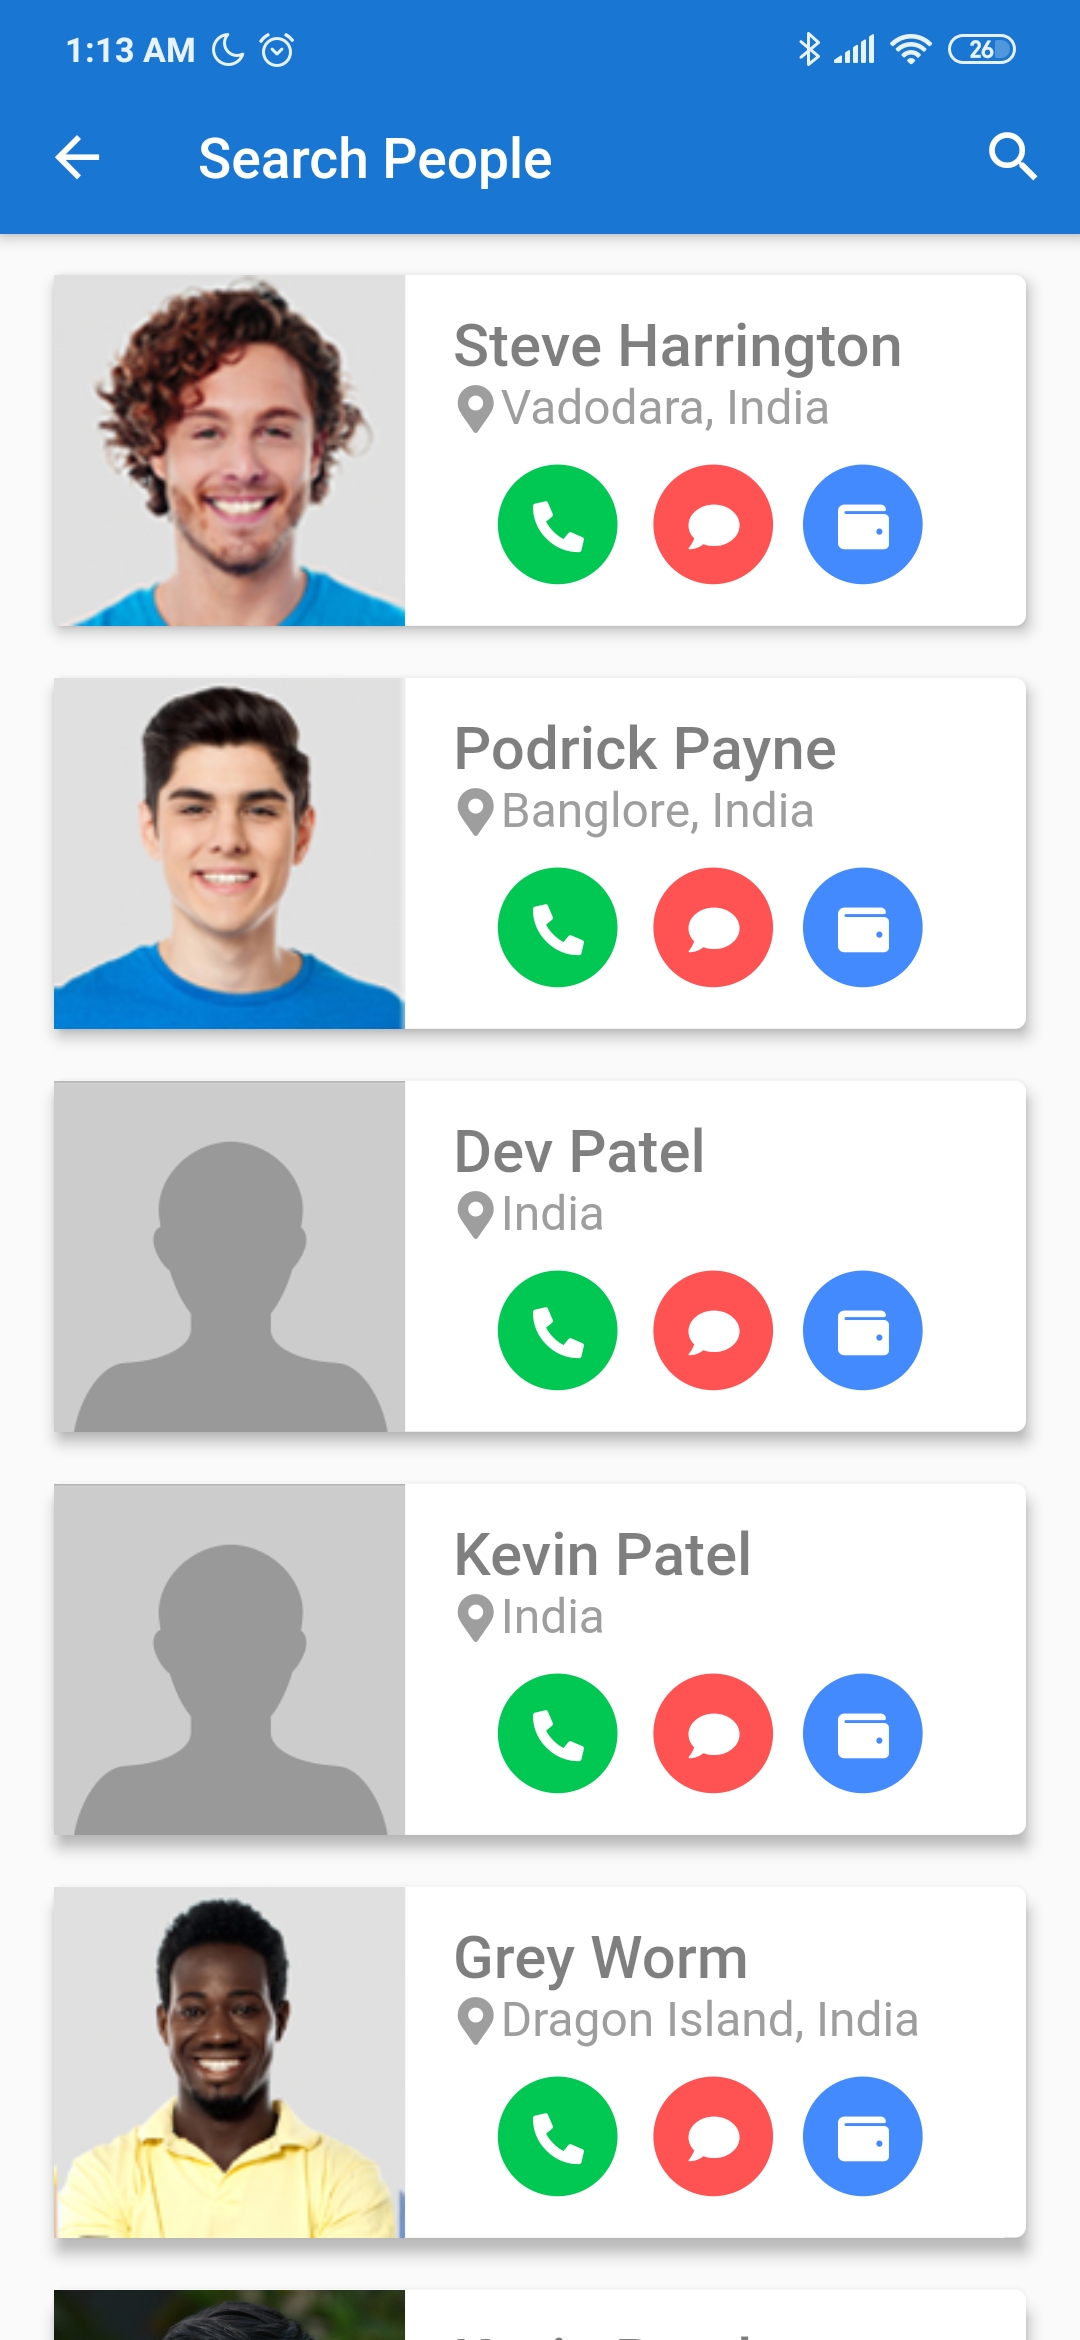 1:13 AM
26
Search People
Steve Harrington
Vadodara, India
Podrick Payne
Banglore, India
Dev Patel
India
Kevin Patel
India
Grey Worm
Dragon Island, India